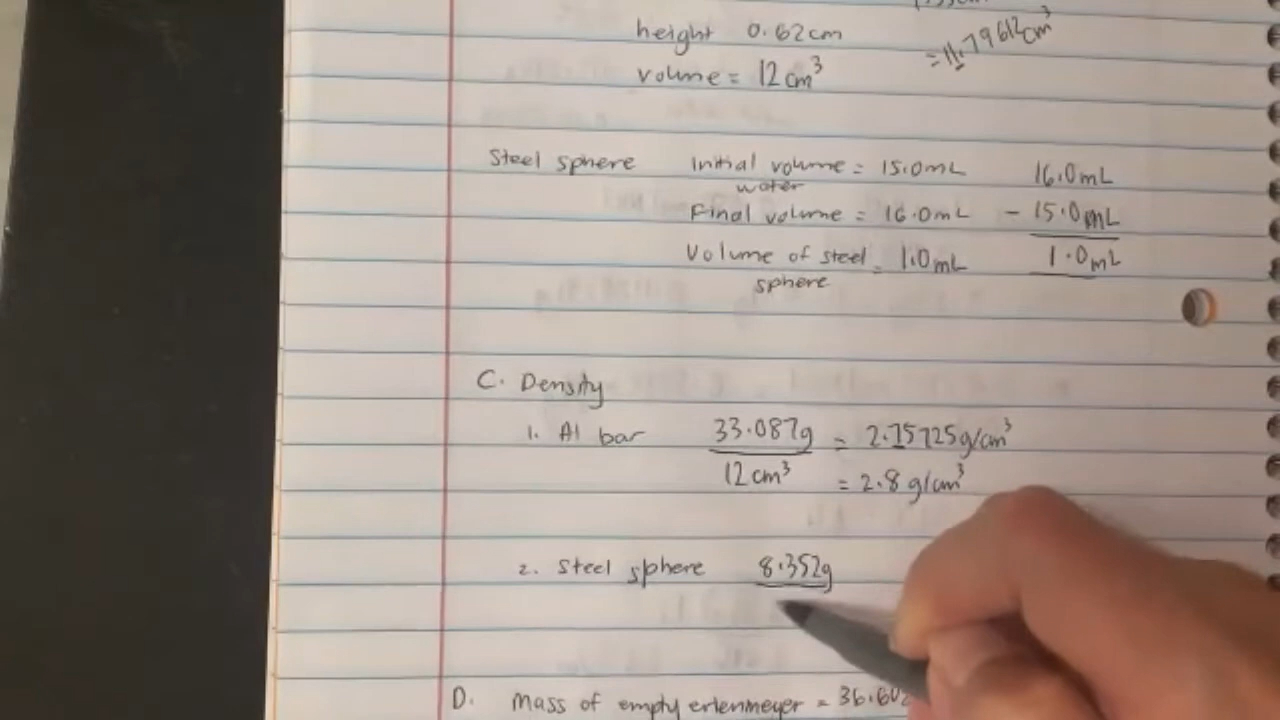 height 0.62cm
= 11.79612cm³
volume = 12cm³
Steel sphere Initial volume = 15.0mL 16.0mL
water
Final volume = 16.0mL - 15.0mL
Volume of steel = 1.0mL 1.0mL
sphere
C. Density
1. Al bar 33.087g = 2.75725g/cm³
12cm³ = 2.8g/cm³
2. Steel sphere 8.352g
D. Mass of empty erlenmeyer = 36.602